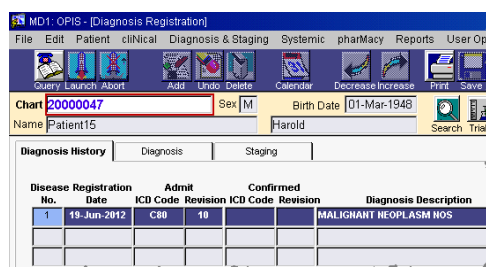 MD1: OPIS - [Diagnosis Registration]
File Edit Patient cliNical Diagnosis & Staging Systemic pharMacy Reports User Op
Query Launch Abort Add Undo Delete Calendar Decrease Increase Print Save
Chart 20000047 Sex M Birth Date 01-Mar-1948
Name Patient15 Harold Search Trial
Diagnosis History Diagnosis Staging
Disease Registration Admit Confirmed
No. Date ICD Code Revision ICD Code Revision Diagnosis Description
1 19-Jun-2012 C80 10 MALIGNANT NEOPLASM NOS